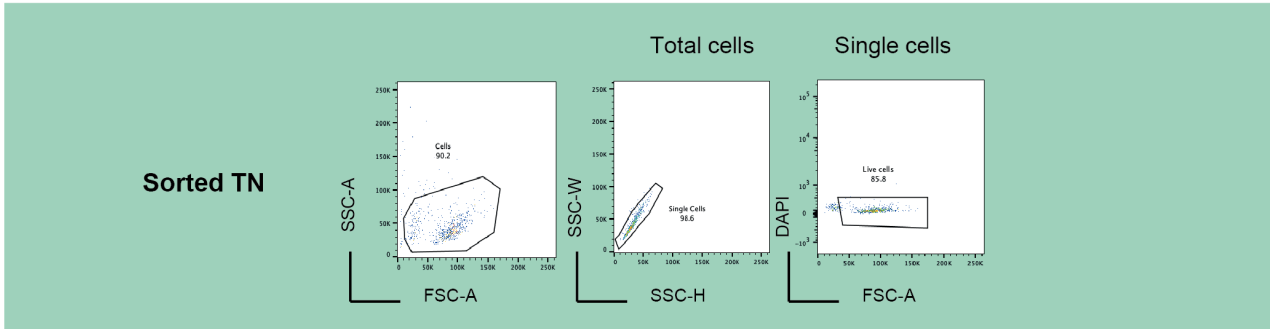 Total cells
Single cells
Sorted TN
SSC-A
250K
200K
150K
100K
50K
0
Cells
90.2
0
50K
100K
150K
200K
250K
FSC-A
SSC-W
250K
200K
150K
100K
50K
0
Single Cells
98.6
0
50K
100K
150K
200K
250K
SSC-H
DAPI
10^5
10^4
10^3
0
-10^3
Live cells
85.8
0
50K
100K
150K
200K
250K
FSC-A